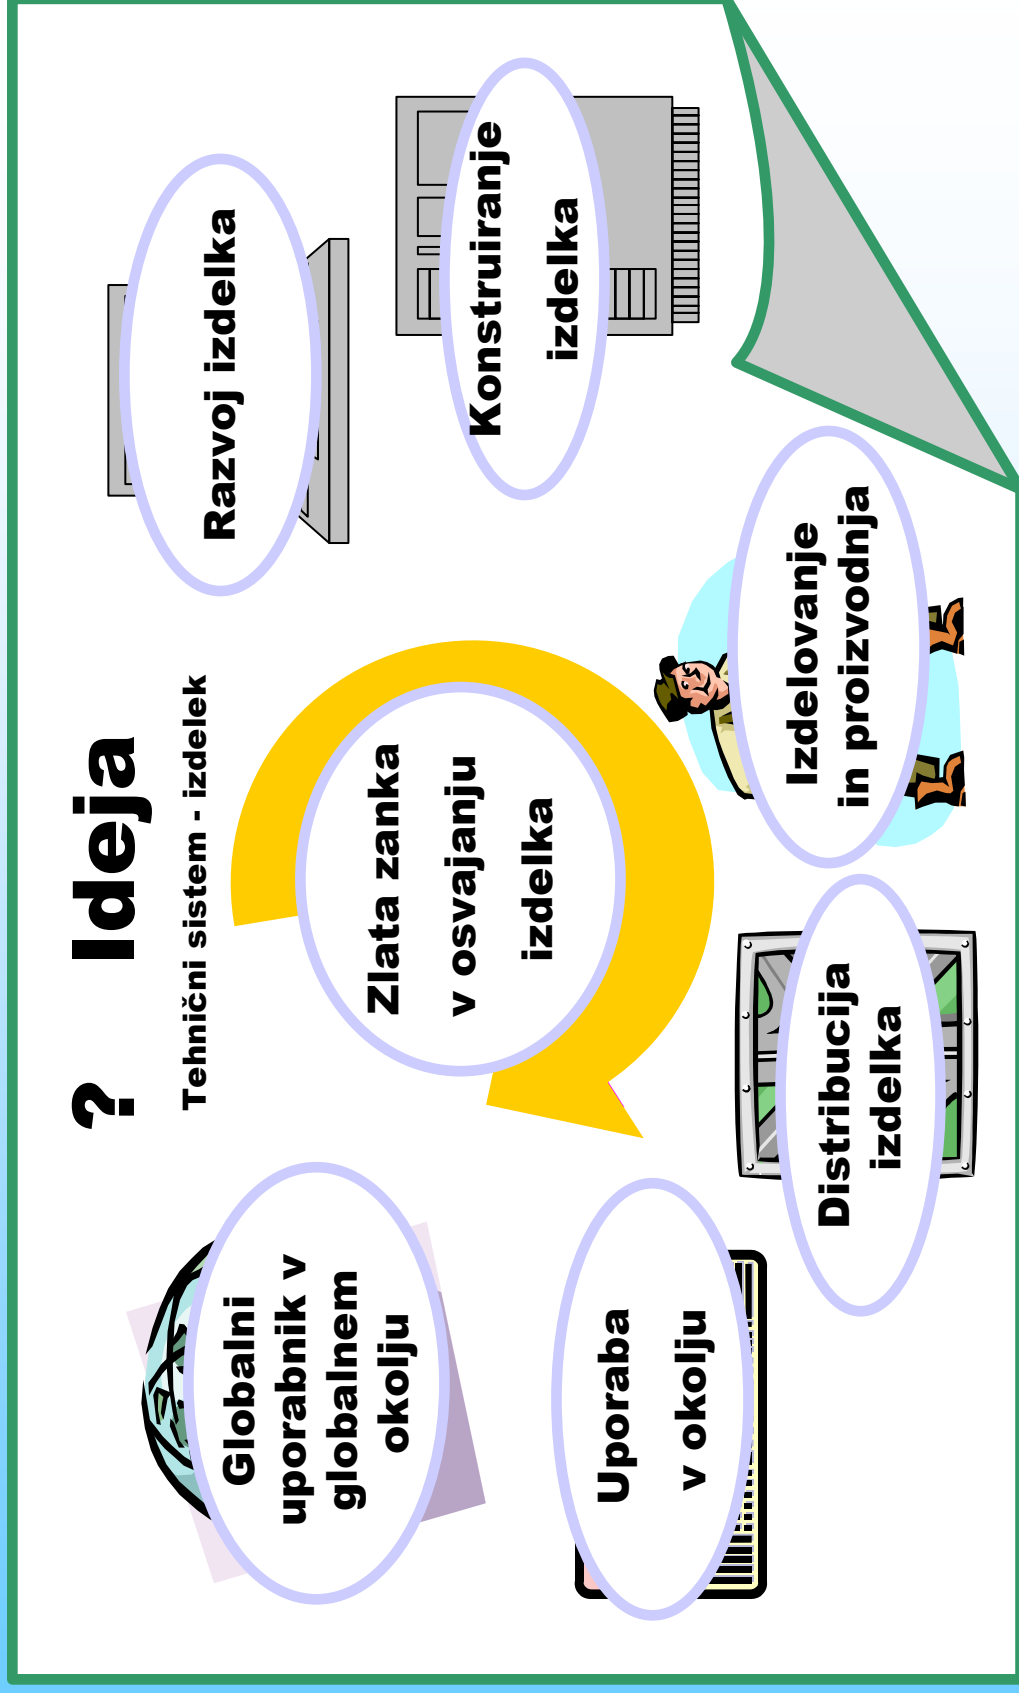 ? Ideja
Tehnični sistem - izdelek
Razvoj izdelka
Konstruiranje
izdelka
Izdelovanje
in proizvodnja
Distribucija
izdelka
Uporaba
v okolju
Globalni
uporabnik v
globalnem
okolju
Zlata zanka
v osvajanju
izdelka